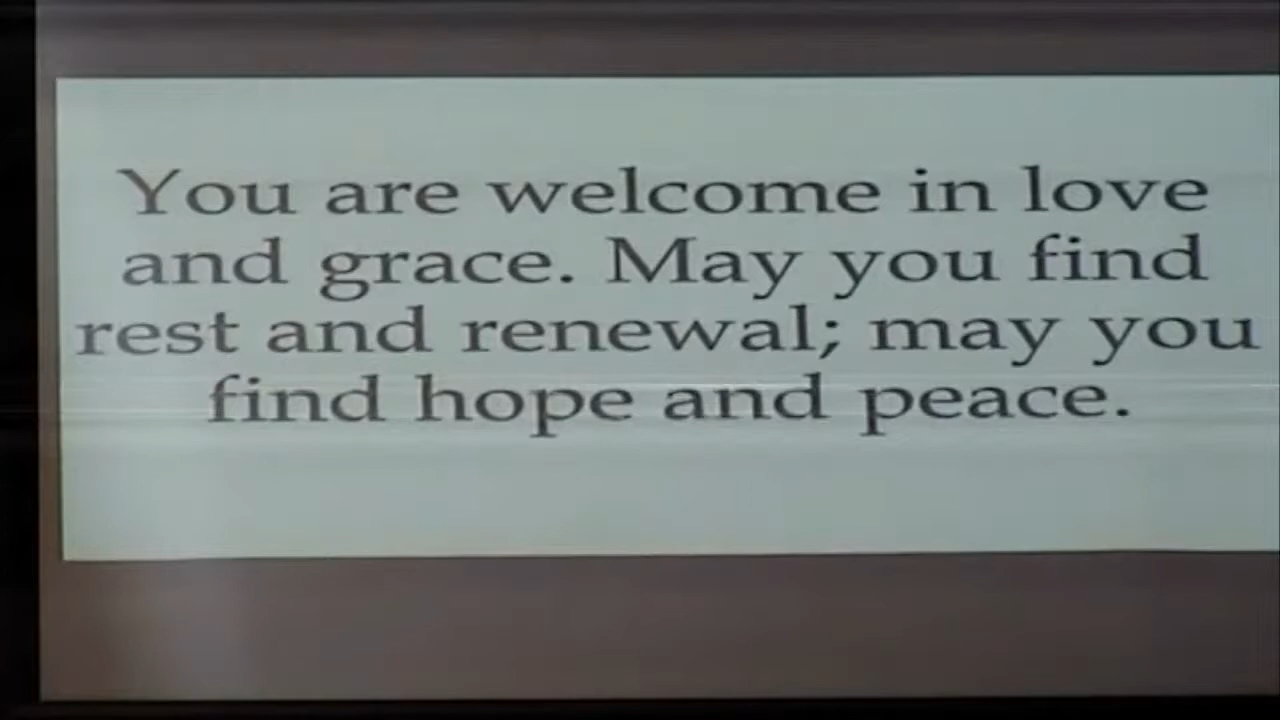 You are welcome in love
and grace. May you find
rest and renewal; may you
find hope and peace.